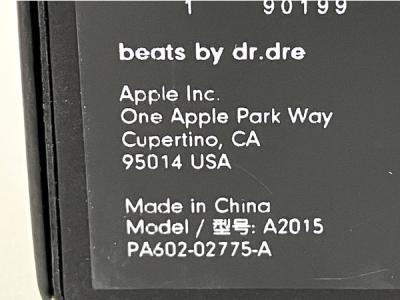 1 90199
beats by dr.dre
Apple Inc.
One Apple Park Way
Cupertino, CA
95014 USA
Made in China
Model / 型号: A2015
PA602-02775-A